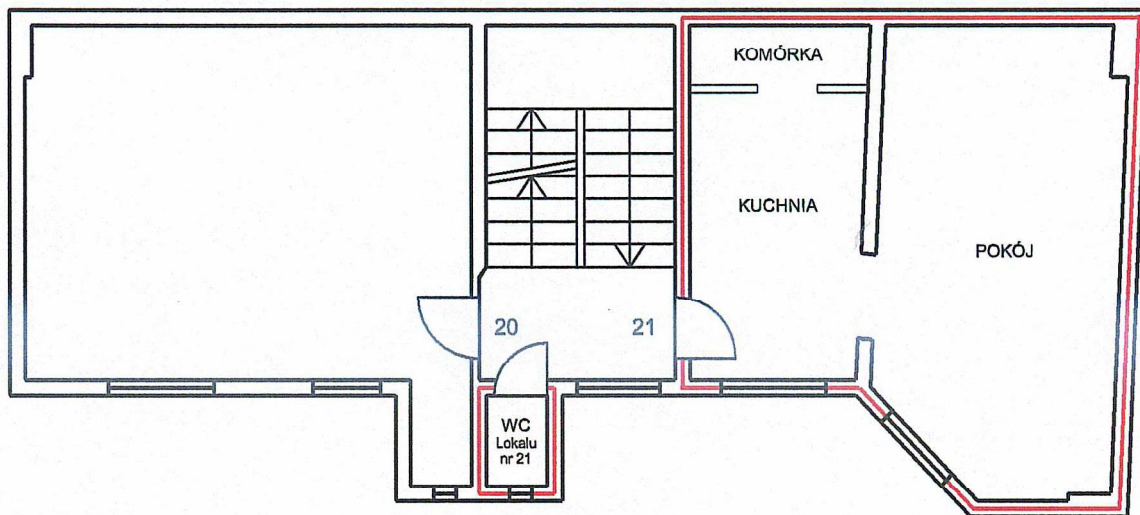 KOMÓRKA
KUCHNIA
POKÓJ
20
21
WC
Lokalu
nr 21